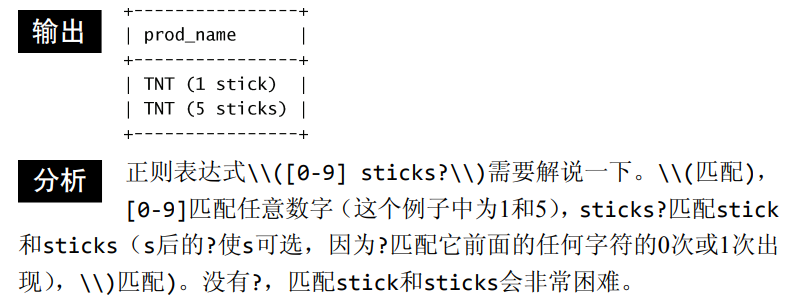 输出
+----------------+
| prod_name      |
+----------------+
| TNT (1 stick)  |
| TNT (5 sticks) |
+----------------+
分析 正则表达式\\([0-9] sticks?\\)需要解说一下。\\(匹配),
[0-9]匹配任意数字（这个例子中为1和5），sticks?匹配stick
和sticks（s后的?使s可选，因为?匹配它前面的任何字符的0次或1次出
现），\\)匹配)。没有?，匹配stick和sticks会非常困难。